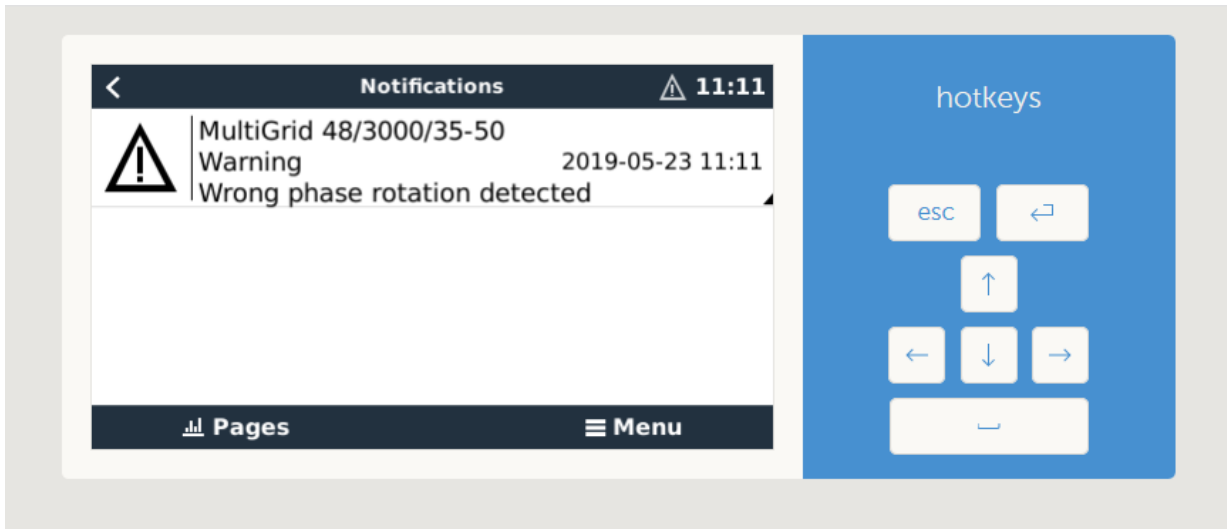 Notifications
11:11
MultiGrid 48/3000/35-50
Warning
2019-05-23 11:11
Wrong phase rotation detected
Pages
Menu
hotkeys
esc